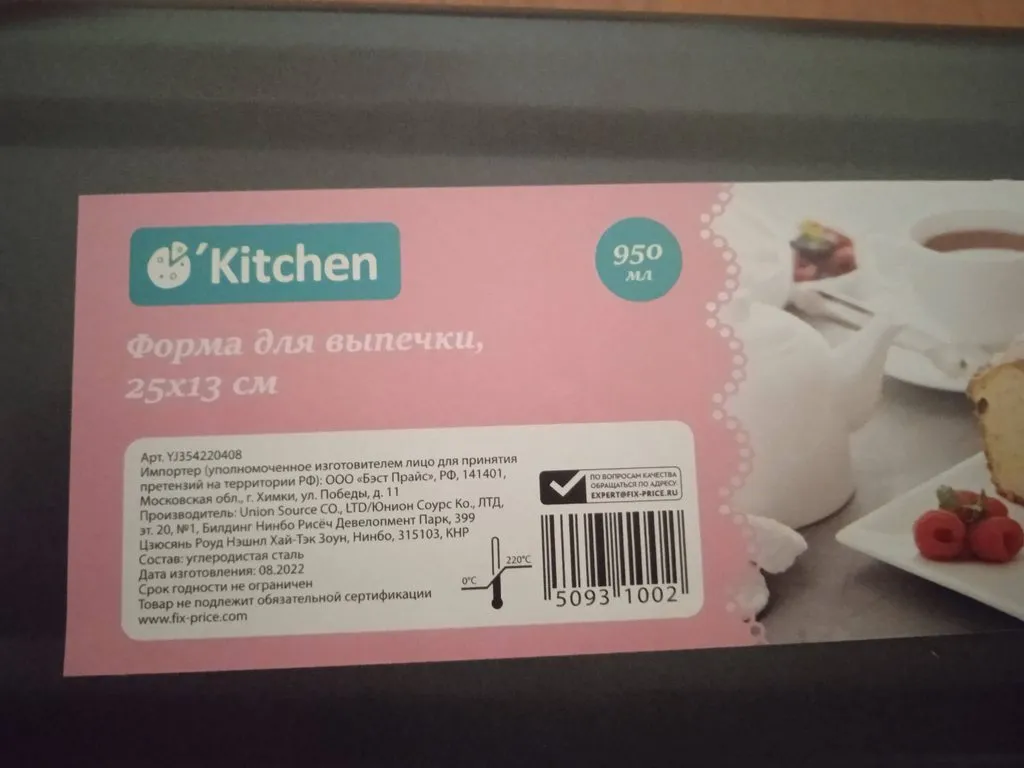 'Kitchen
950
мл
Форма для выпечки,
25х13 см
Арт. YJ354220408
Импортер (уполномоченное изготовителем лицо для принятия
претензий на территории РФ): ООО «Бэст Прайс», РФ, 141401,
Московская обл., г. Химки, ул. Победы, д. 11
Производитель: Union Source CO., LTD/Юнион Соурс Ко., ЛТД,
эт. 20, №1, Билдинг Нинбо Рисёч Девелопмент Парк, 399
Цзюсянь Роуд Нэшнл Хай-Тэк Зоун, Нинбо, 315103, КНР
Состав: углеродистая сталь
Дата изготовления: 08.2022
Срок годности не ограничен
Товар не подлежит обязательной сертификации
www.fix-price.com
0°C
220°C
ПО ВОПРОСАМ КАЧЕСТВА
ОБРАЩАТЬСЯ ПО АДРЕСУ
EXPERT@FIX-PRICE.RU
5093 1002